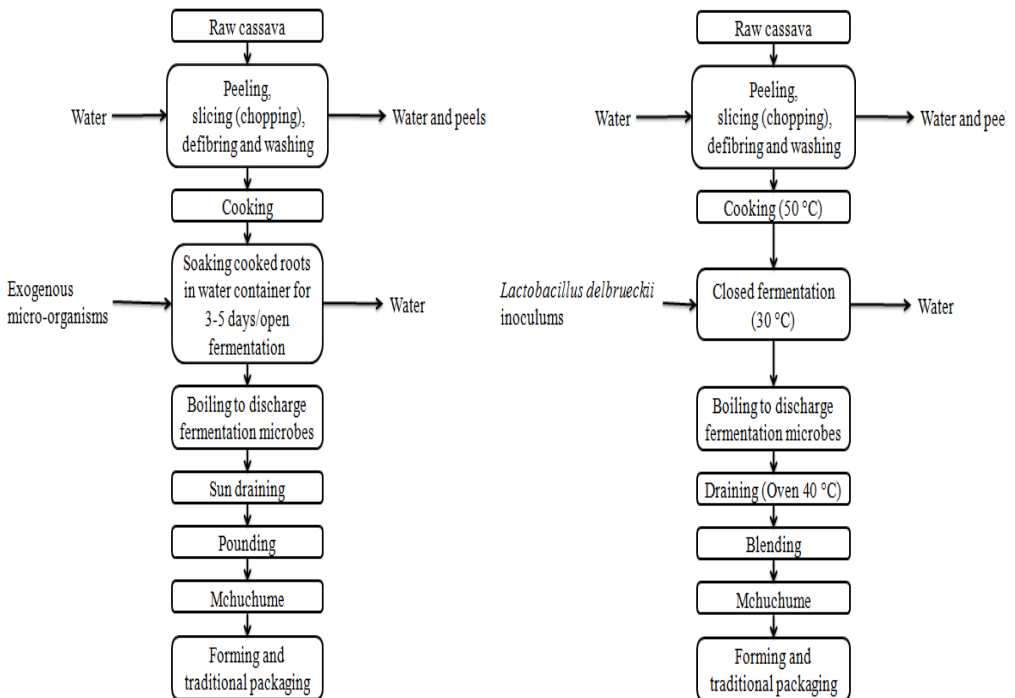 Raw cassava
Peeling,
slicing (chopping),
defibring and washing
Water
Water and peels
Cooking
Soaking cooked roots
in water container for
3-5 days/open
fermentation
Exogenous
micro-organisms
Water
Boiling to discharge
fermentation microbes
Sun draining
Pounding
Mchuchume
Forming and
traditional packaging
Raw cassava
Peeling,
slicing (chopping),
defibring and washing
Water
Water and pee
Cooking (50 °C)
Lactobacillus delbrueckii
inoculums
Closed fermentation
(30 °C)
Water
Boiling to discharge
fermentation microbes
Draining (Oven 40 °C)
Blending
Mchuchume
Forming and
traditional packaging